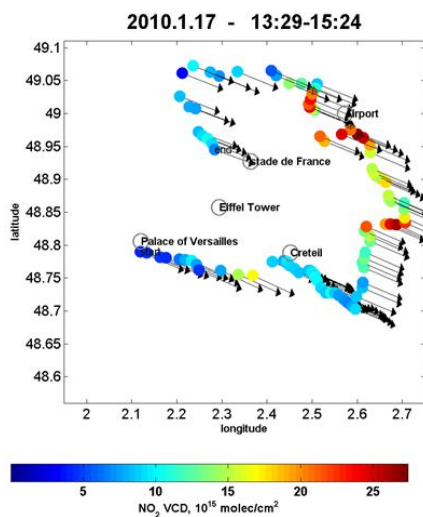 2010.1.17 - 13:29-15:24
49.1
49.05
49
48.95
48.9
48.85
48.8
48.75
48.7
48.65
48.6
latitude
Airport
end
stade de France
Eiffel Tower
Palace of Versailles
start
Creteil
2 2.1 2.2 2.3 2.4 2.5 2.6 2.7
longitude
5 10 15 20 25
NO2 VCD, 10^15 molec/cm^2